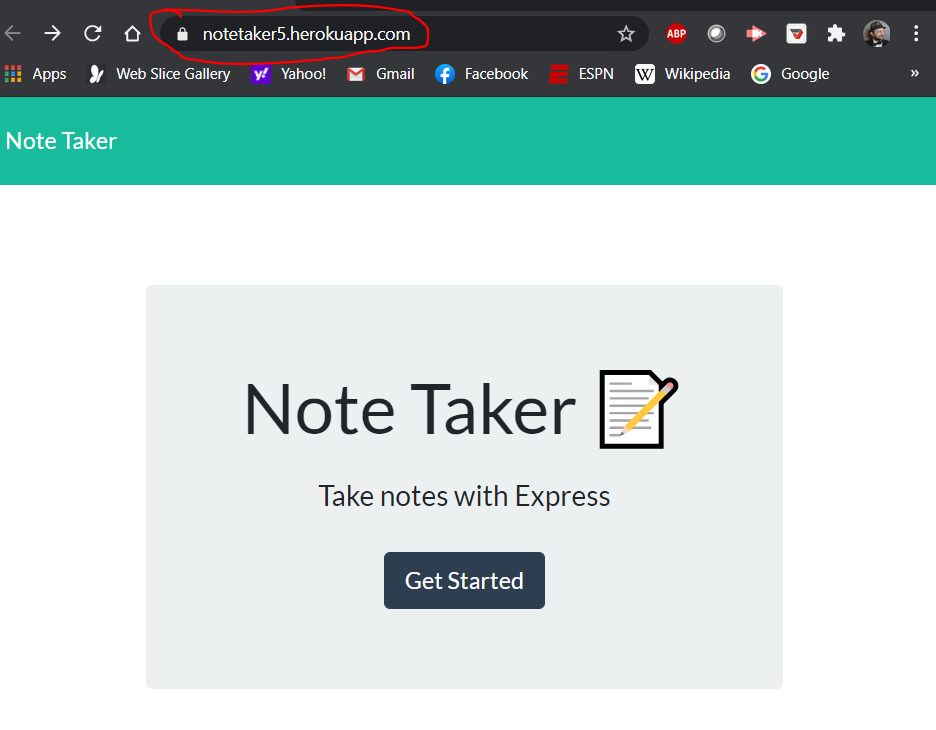 notetaker5.herokuapp.com
ABP
Apps Web Slice Gallery y! Yahoo! Gmail Facebook ESPN W Wikipedia G Google »
Note Taker
Note Taker
Take notes with Express
Get Started